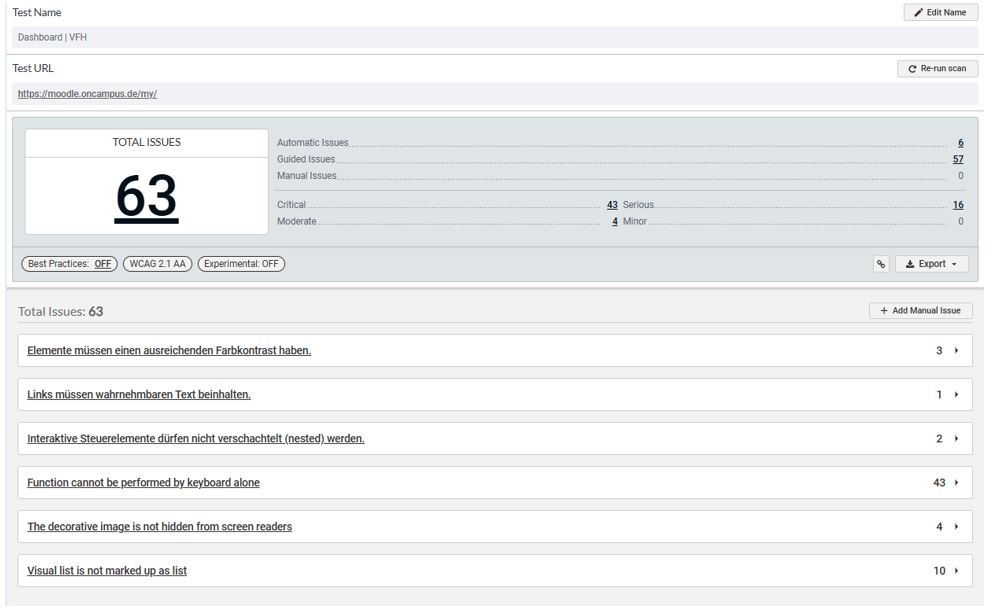 Test Name
Edit Name
Dashboard | VFH
Test URL
Re-run scan
https://moodle.oncampus.de/my/
TOTAL ISSUES
63
Automatic Issues 6
Guided Issues 57
Manual Issues 0
Critical 43 Serious 16
Moderate 4 Minor 0
Best Practices: OFF WCAG 2.1 AA Experimental: OFF Export
Total Issues: 63 + Add Manual Issue
Elemente müssen einen ausreichenden Farbkontrast haben. 3
Links müssen wahrnehmbaren Text beinhalten. 1
Interaktive Steuerelemente dürfen nicht verschachtelt (nested) werden. 2
Function cannot be performed by keyboard alone 43
The decorative image is not hidden from screen readers 4
Visual list is not marked up as list 10